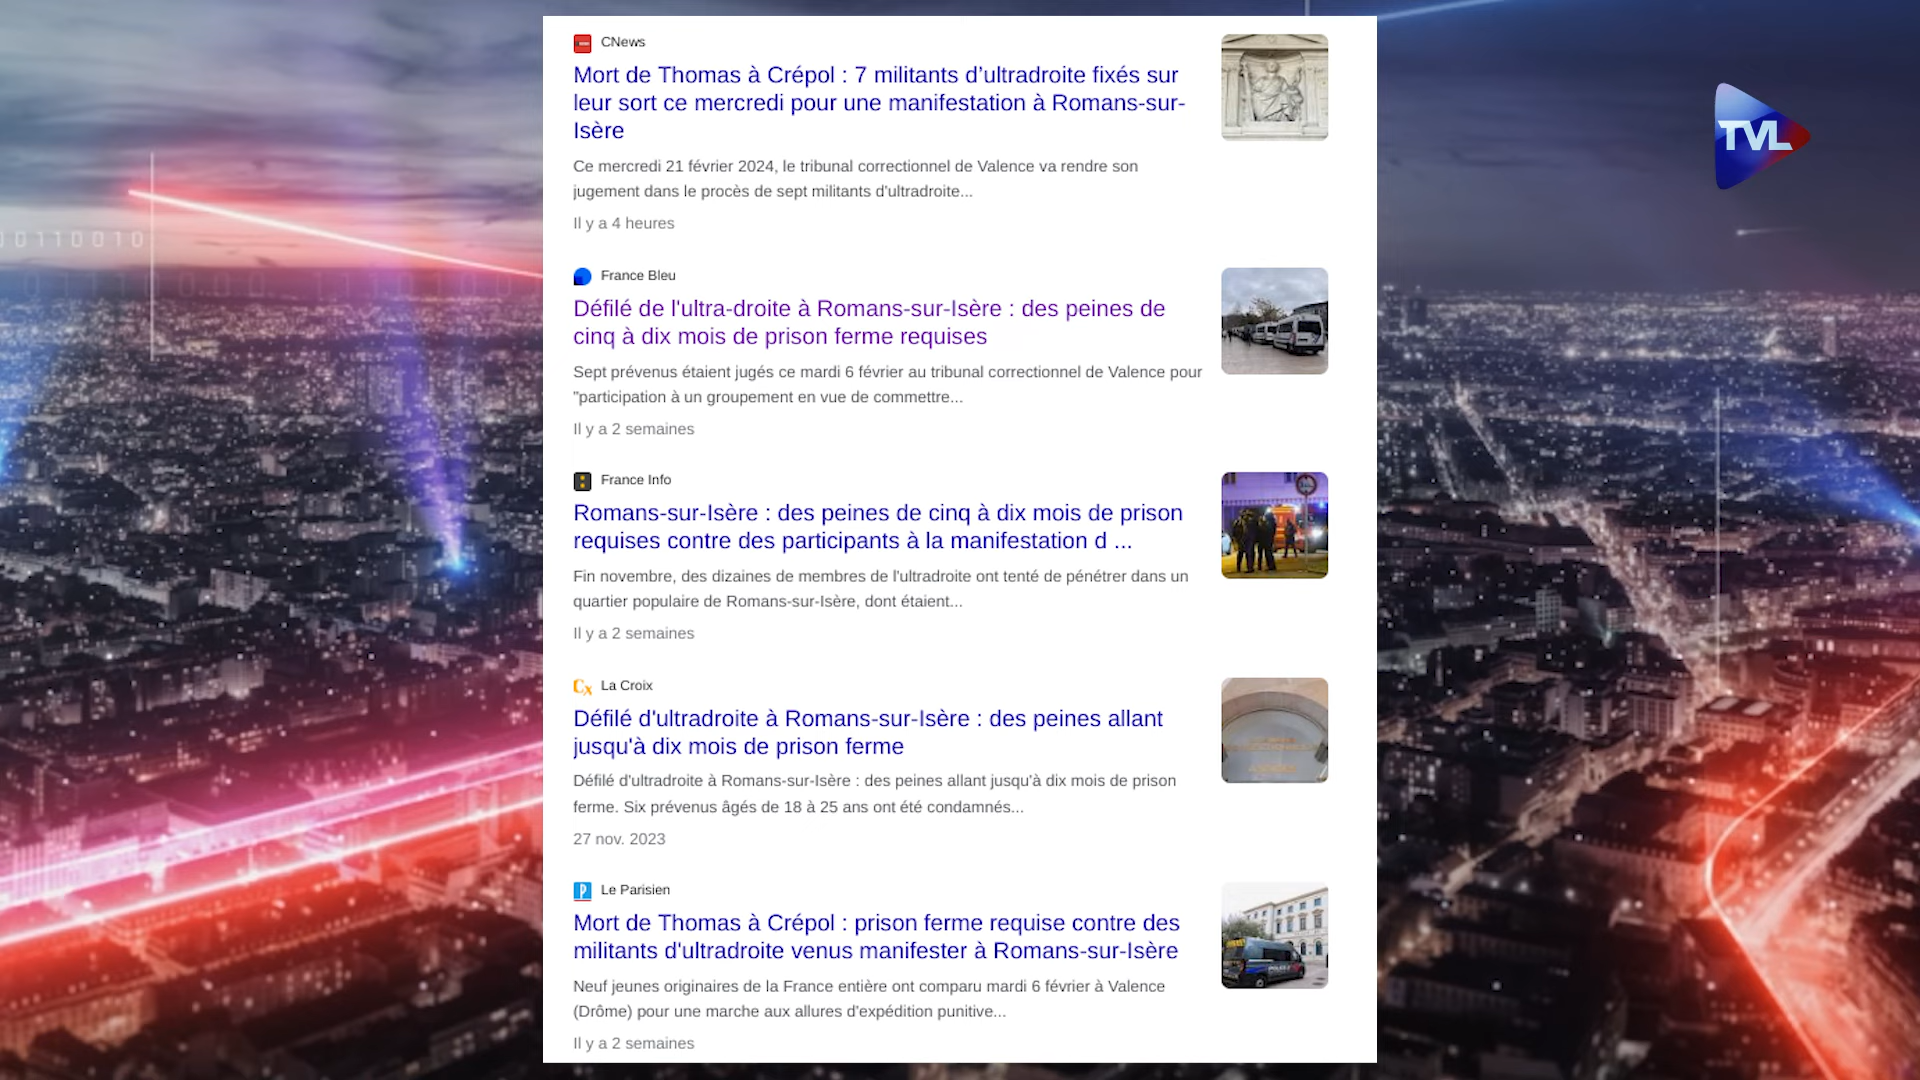 CNews
Mort de Thomas à Crépol : 7 militants d’ultradroite fixés sur
leur sort ce mercredi pour une manifestation à Romans-sur-
Isère
Ce mercredi 21 février 2024, le tribunal correctionnel de Valence va rendre son
jugement dans le procès de sept militants d'ultradroite...
Il y a 4 heures
TVL
00110010
France Bleu
Défilé de l'ultra-droite à Romans-sur-Isère : des peines de
cinq à dix mois de prison ferme requises
Sept prévenus étaient jugés ce mardi 6 février au tribunal correctionnel de Valence pour
"participation à un groupement en vue de commettre...
Il y a 2 semaines
France Info
Romans-sur-Isère : des peines de cinq à dix mois de prison
requises contre des participants à la manifestation d ...
Fin novembre, des dizaines de membres de l'ultradroite ont tenté de pénétrer dans un
quartier populaire de Romans-sur-Isère, dont étaient...
Il y a 2 semaines
La Croix
Défilé d'ultradroite à Romans-sur-Isère : des peines allant
jusqu'à dix mois de prison ferme
Défilé d'ultradroite à Romans-sur-Isère : des peines allant jusqu'à dix mois de prison
ferme. Six prévenus âgés de 18 à 25 ans ont été condamnés...
27 nov. 2023
Le Parisien
Mort de Thomas à Crépol : prison ferme requise contre des
militants d'ultradroite venus manifester à Romans-sur-Isère
Neuf jeunes originaires de la France entière ont comparu mardi 6 février à Valence
(Drôme) pour une marche aux allures d'expédition punitive...
Il y a 2 semaines